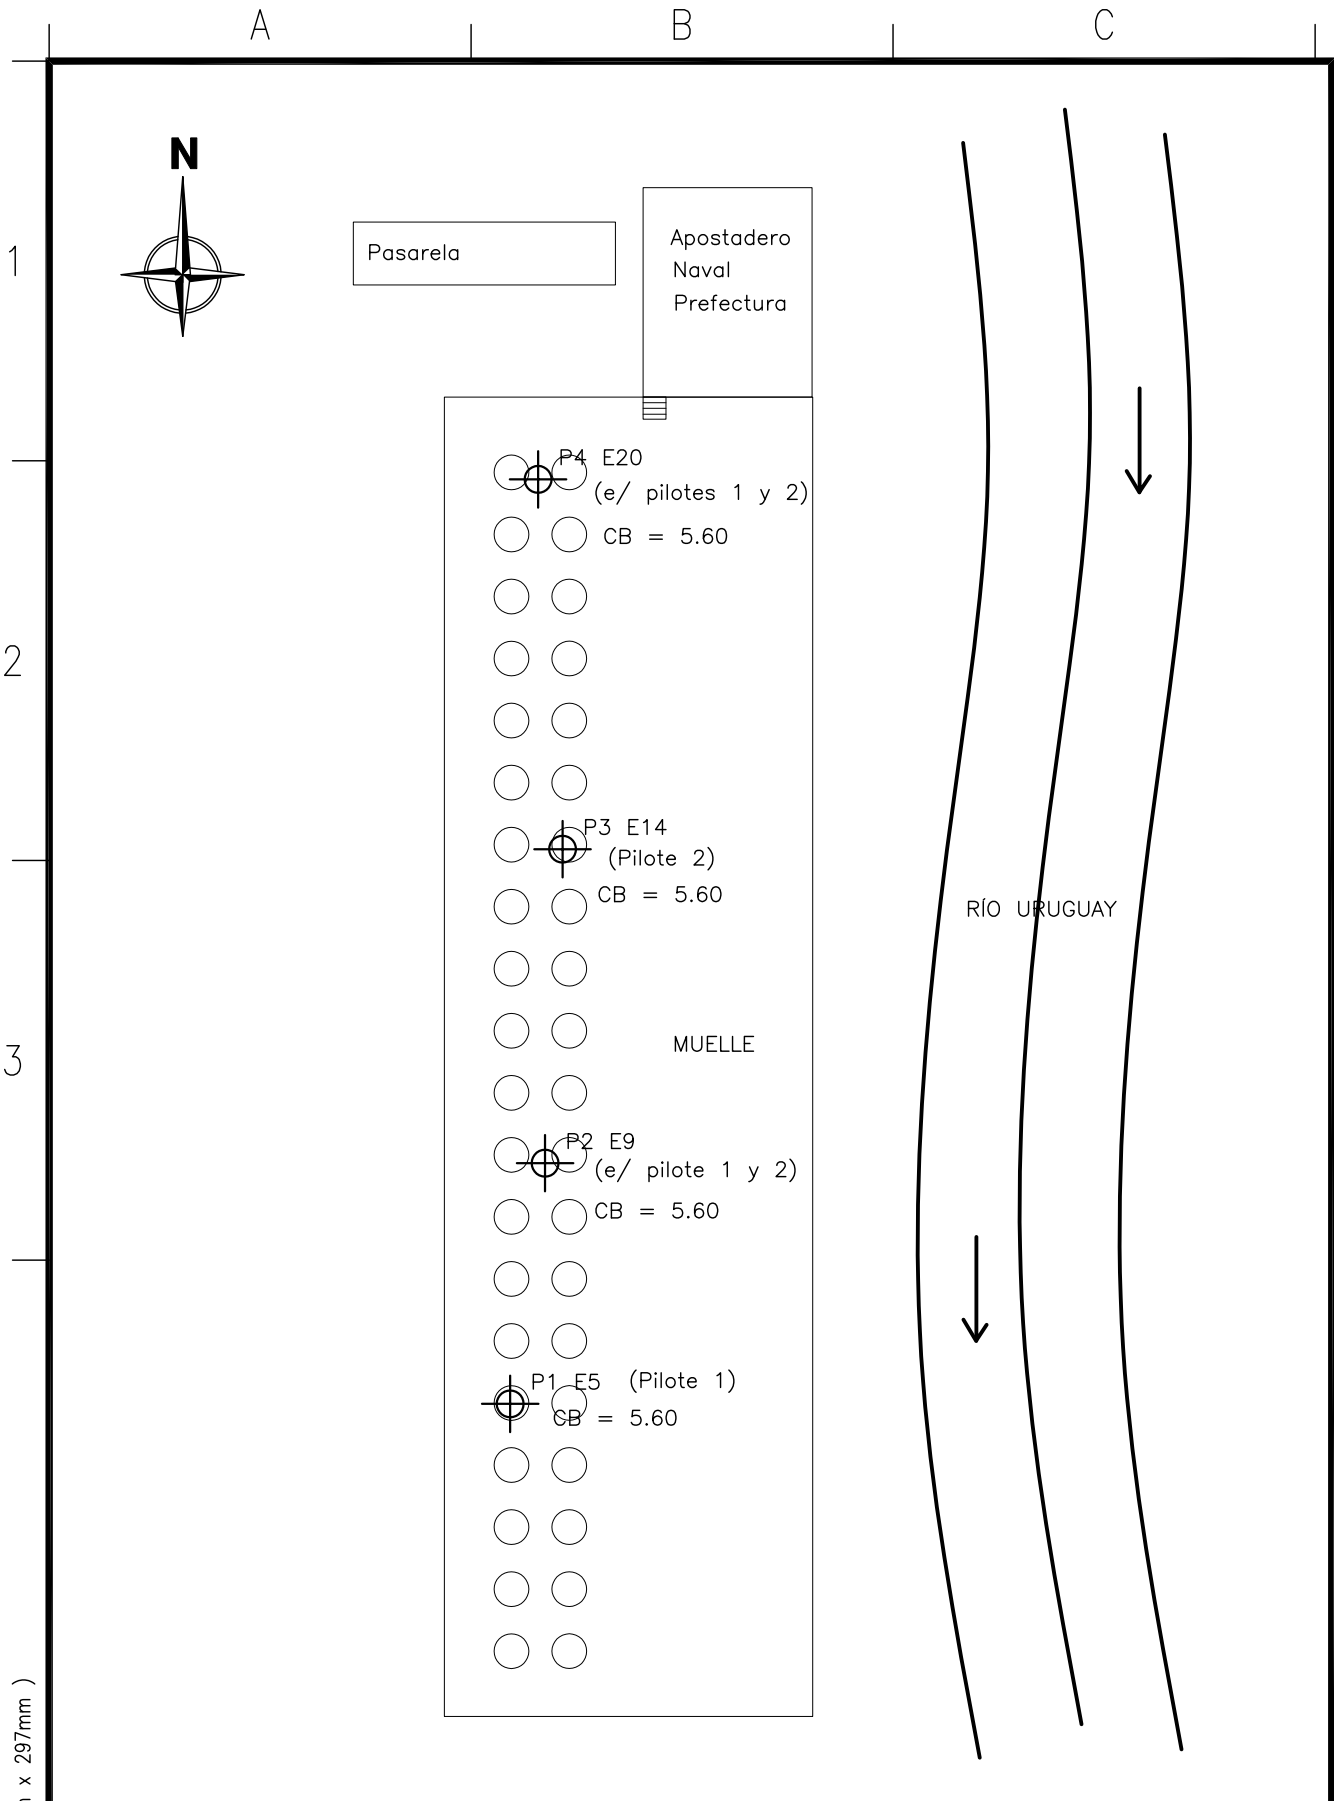 A
B
C
N
1
Pasarela
Apostadero
Naval
Prefectura
P4 E20
(e/ pilotes 1 y 2)
CB = 5.60
2
P3 E14
(Pilote 2)
CB = 5.60
RÍO URUGUAY
MUELLE
3
P2 E9
(e/ pilote 1 y 2)
CB = 5.60
P1 E5 (Pilote 1)
CB = 5.60
x 297mm )